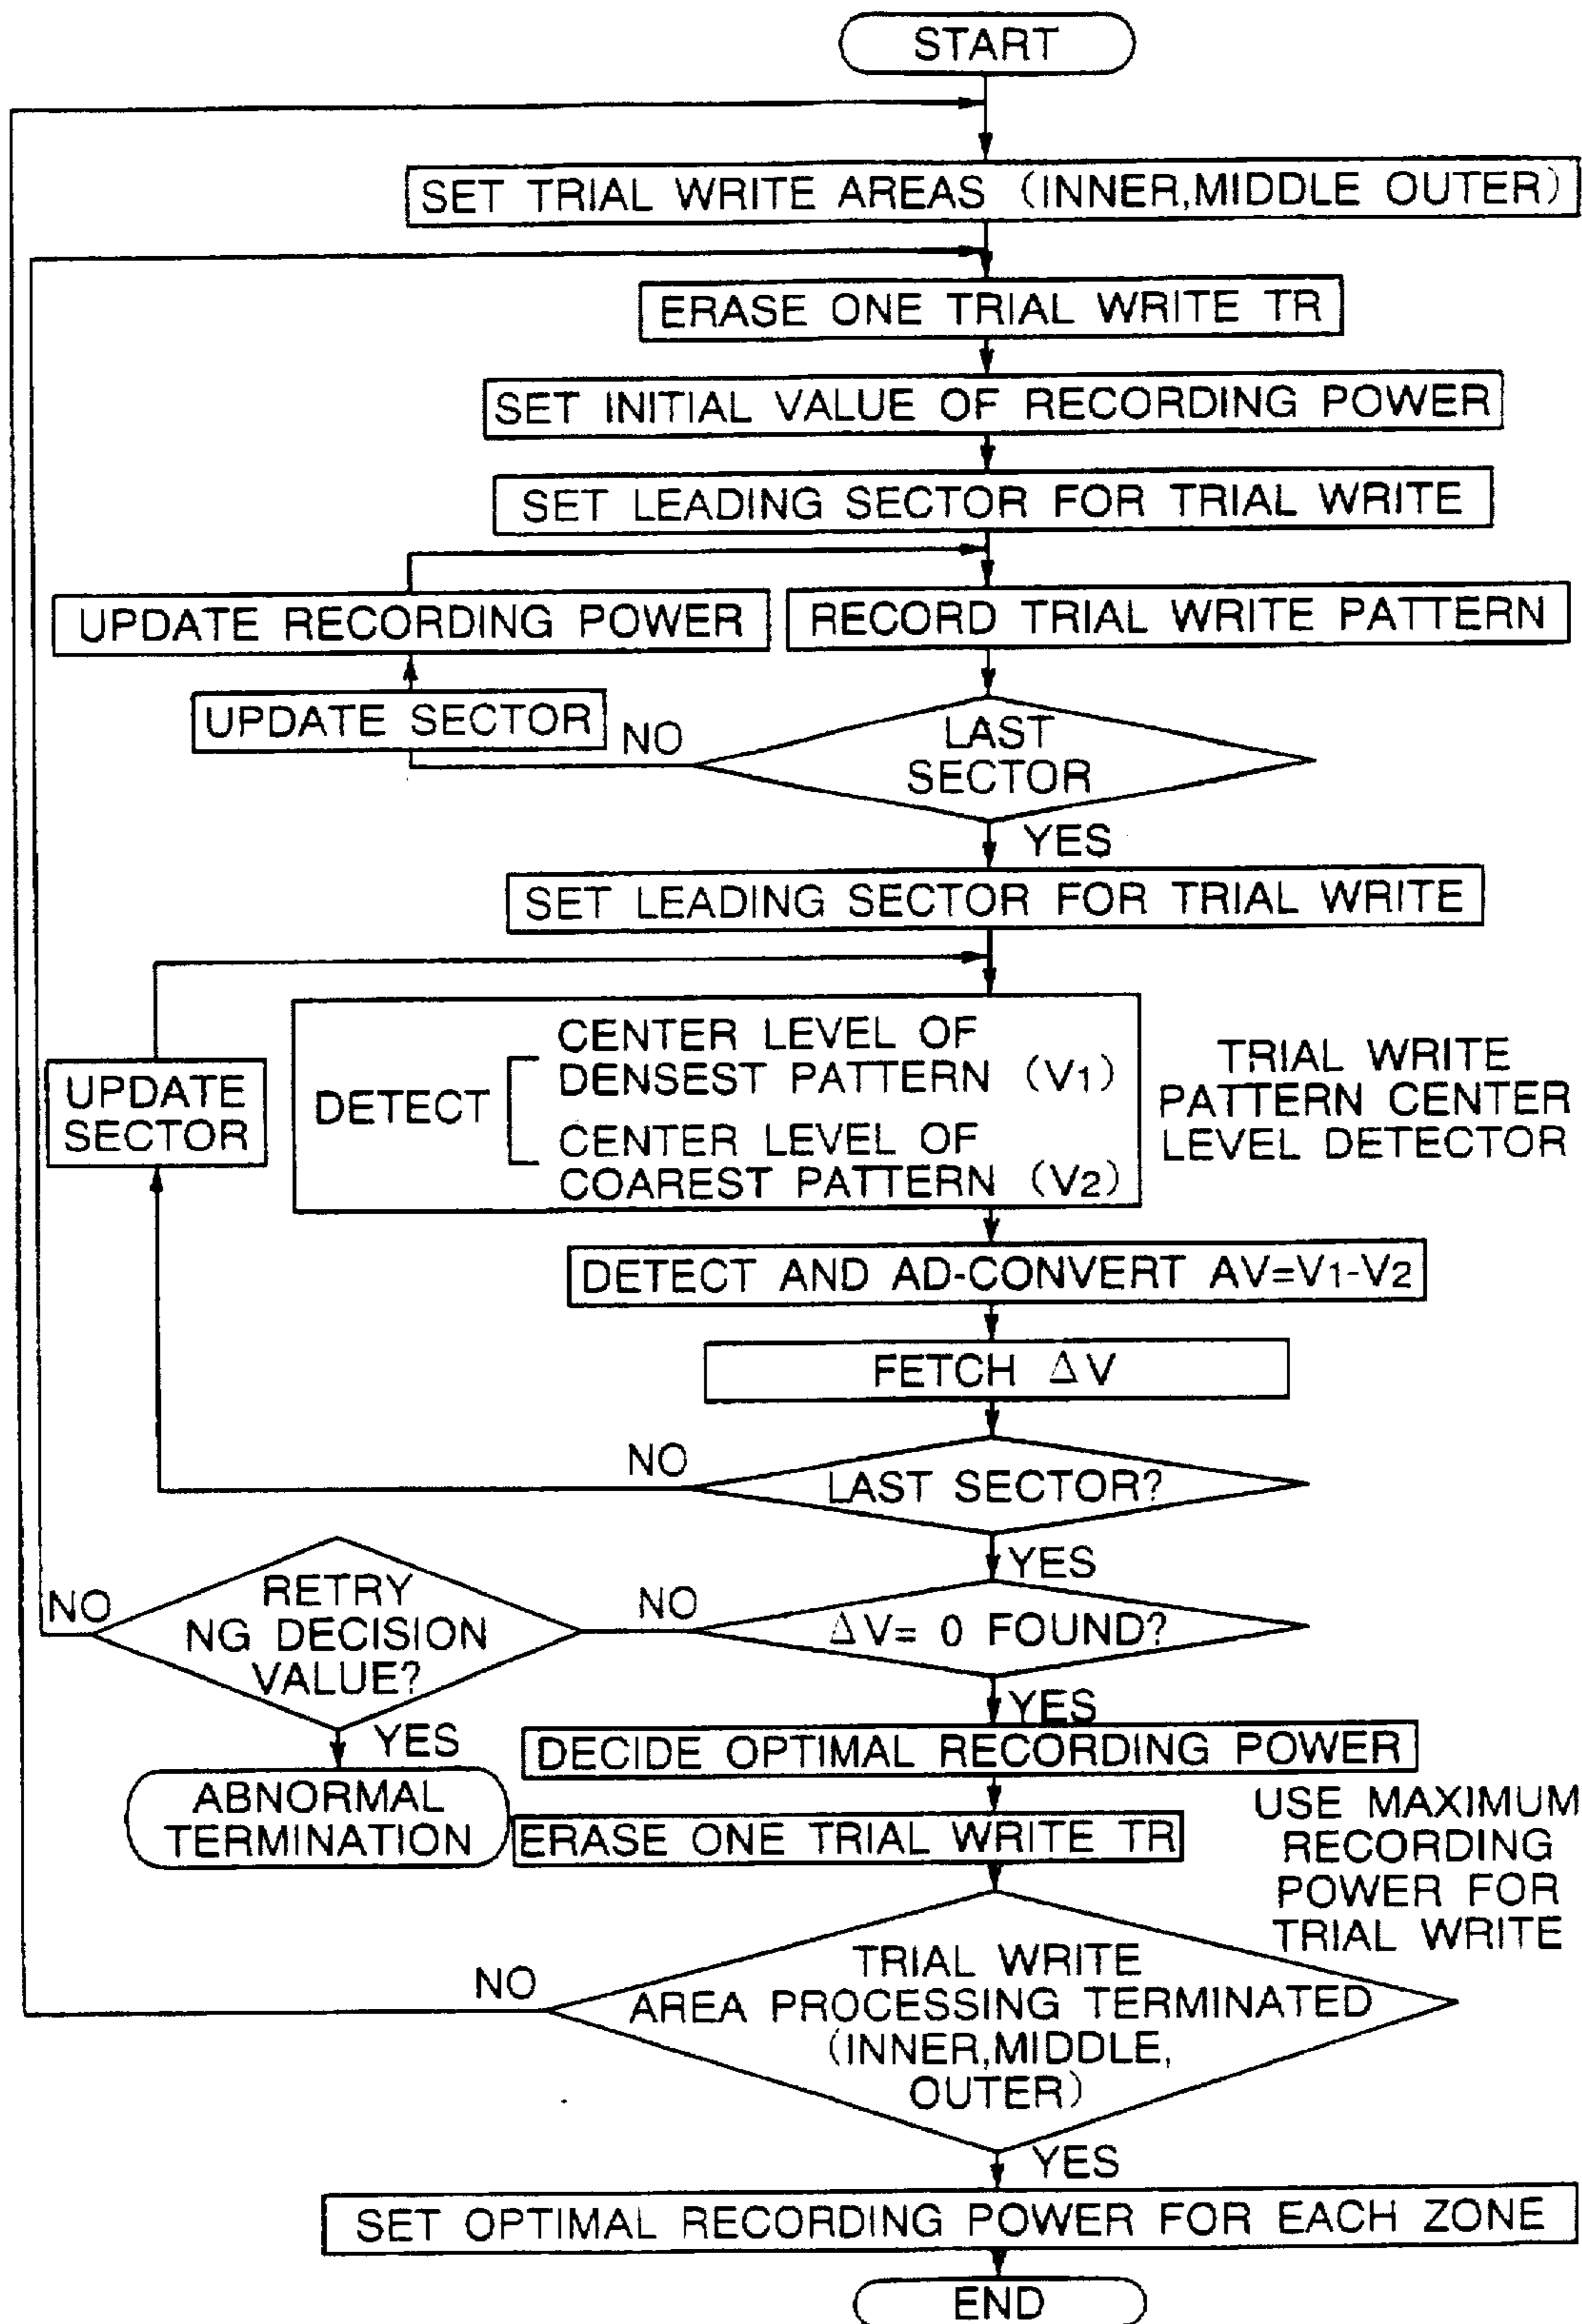 START
SET TRIAL WRITE AREAS (INNER,MIDDLE OUTER)
ERASE ONE TRIAL WRITE TR
SET INITIAL VALUE OF RECORDING POWER
SET LEADING SECTOR FOR TRIAL WRITE
UPDATE RECORDING POWER
RECORD TRIAL WRITE PATTERN
UPDATE SECTOR
NO
LAST
SECTOR
YES
SET LEADING SECTOR FOR TRIAL WRITE
UPDATE
SECTOR
DETECT
CENTER LEVEL OF
DENSEST PATTERN (V1)
CENTER LEVEL OF
COAREST PATTERN (V2)
TRIAL WRITE
PATTERN CENTER
LEVEL DETECTOR
DETECT AND AD-CONVERT AV=V1-V2
FETCH ΔV
NO
LAST SECTOR?
YES
NO
RETRY
NG DECISION
VALUE?
NO
ΔV= 0 FOUND?
YES
YES
ABNORMAL
TERMINATION
DECIDE OPTIMAL RECORDING POWER
ERASE ONE TRIAL WRITE TR
USE MAXIMUM
RECORDING
POWER FOR
TRIAL WRITE
NO
TRIAL WRITE
AREA PROCESSING TERMINATED
(INNER,MIDDLE,
OUTER)
YES
SET OPTIMAL RECORDING POWER FOR EACH ZONE
END